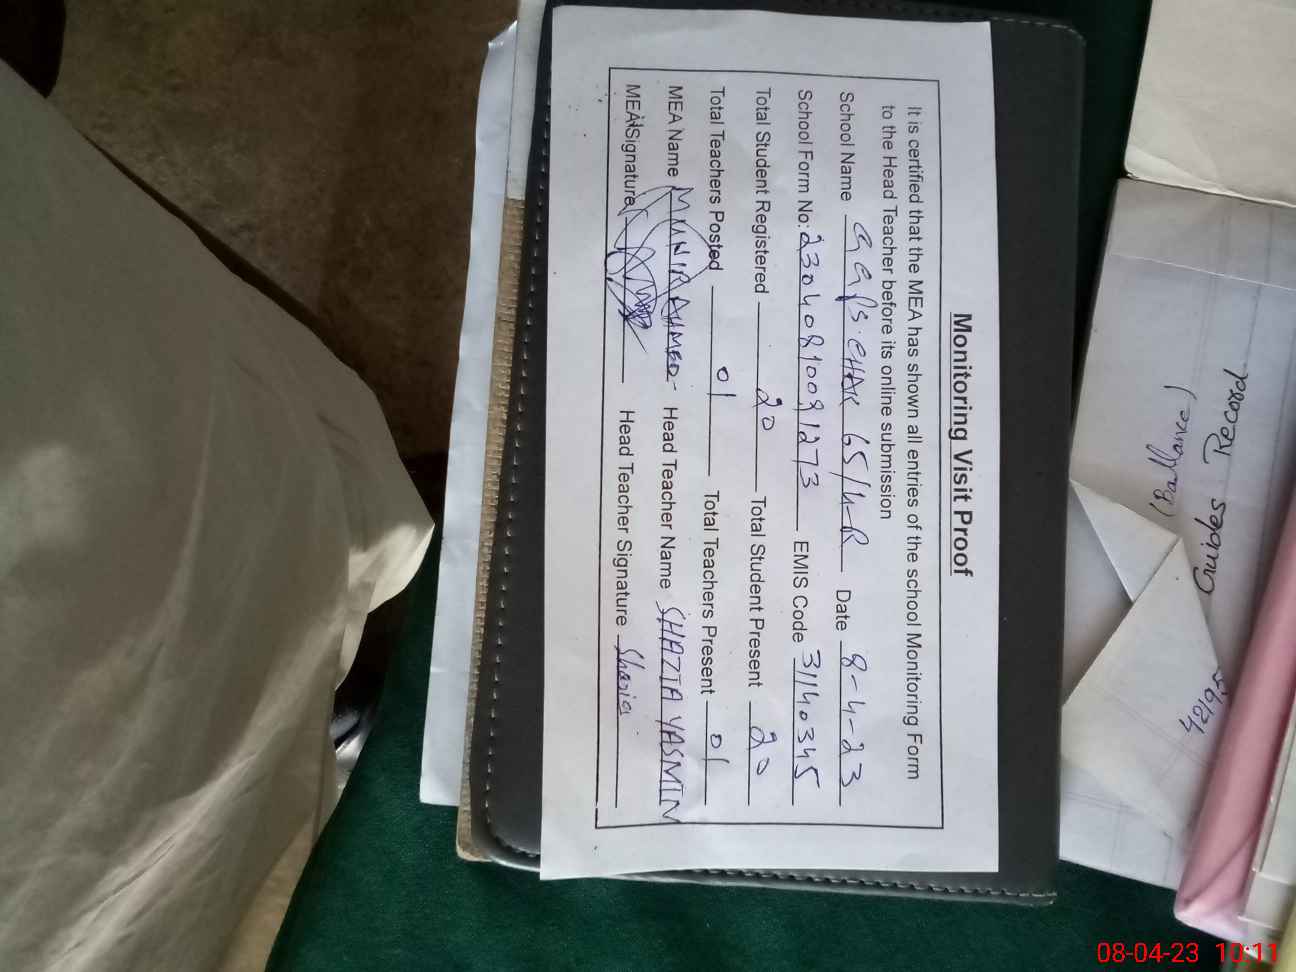 Monitoring Visit Proof
It is certified that the MEA has shown all entries of the school Monitoring Form
to the Head Teacher before its online submission
School Name GGPS. CHAK 65/4-R Date 8-4-23
School Form No: 23040910091273 EMIS Code 31140345
Total Student Registered 20 Total Student Present 20
Total Teachers Posted 01 Total Teachers Present 01
MEA Name MUNIR AHMED Head Teacher Name SHAZIA YASMIN
MEA Signature Head Teacher Signature Shazia
(Ballance)
Guides Record
42195
08-04-23 10:11